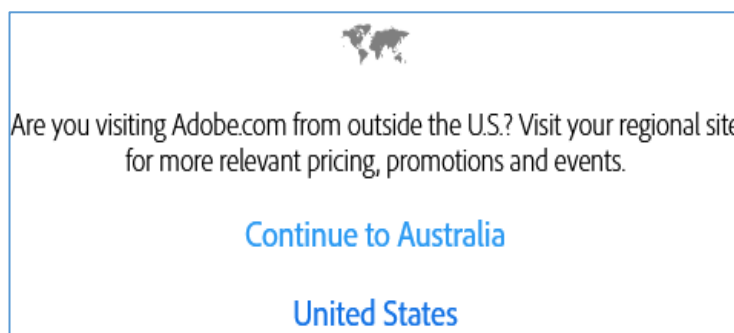 Are you visiting Adobe.com from outside the U.S.? Visit your regional site
for more relevant pricing, promotions and events.
Continue to Australia
United States